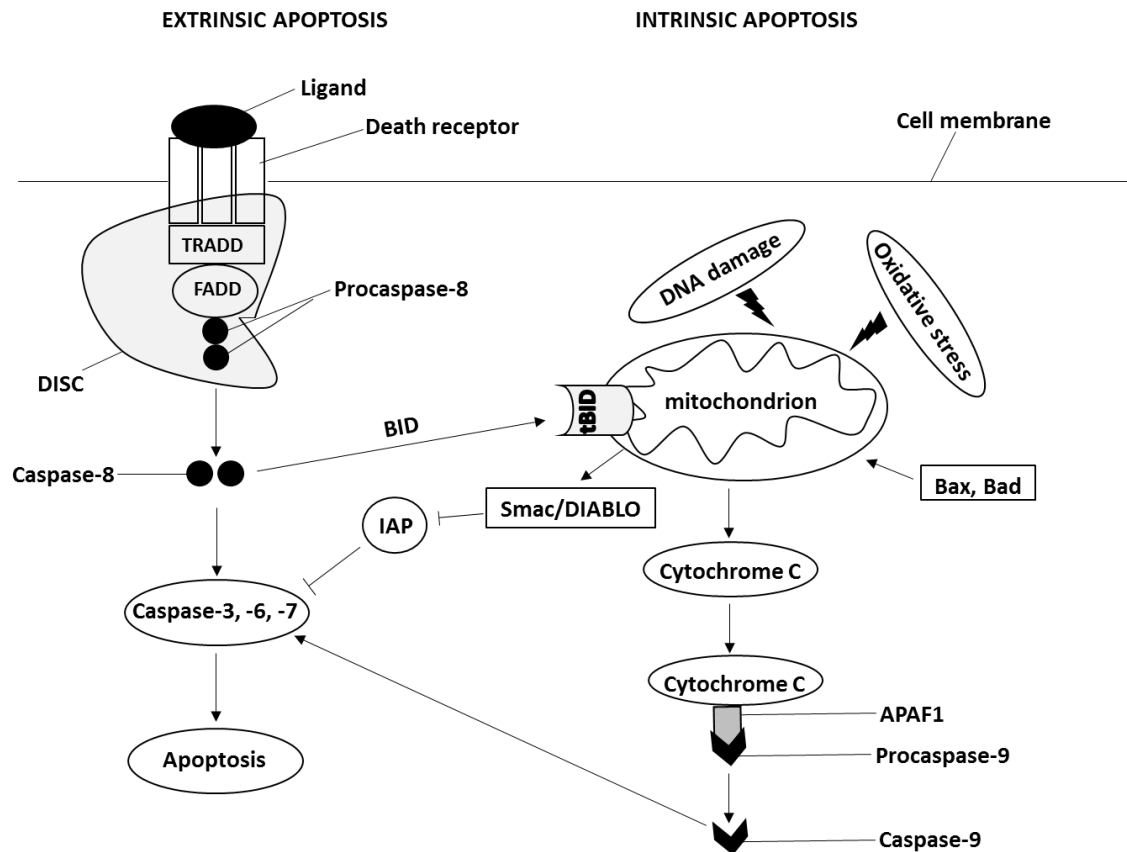 EXTRINSIC APOPTOSIS
INTRINSIC APOPTOSIS
Ligand
Death receptor
Cell membrane
TRADD
FADD
Procaspase-8
DISC
DNA damage
Oxidative stress
mitochondrion
tBID
BID
Caspase-8
Bax, Bad
Smac/DIABLO
IAP
Cytochrome C
Caspase-3, -6, -7
Cytochrome C
APAF1
Procaspase-9
Apoptosis
Caspase-9